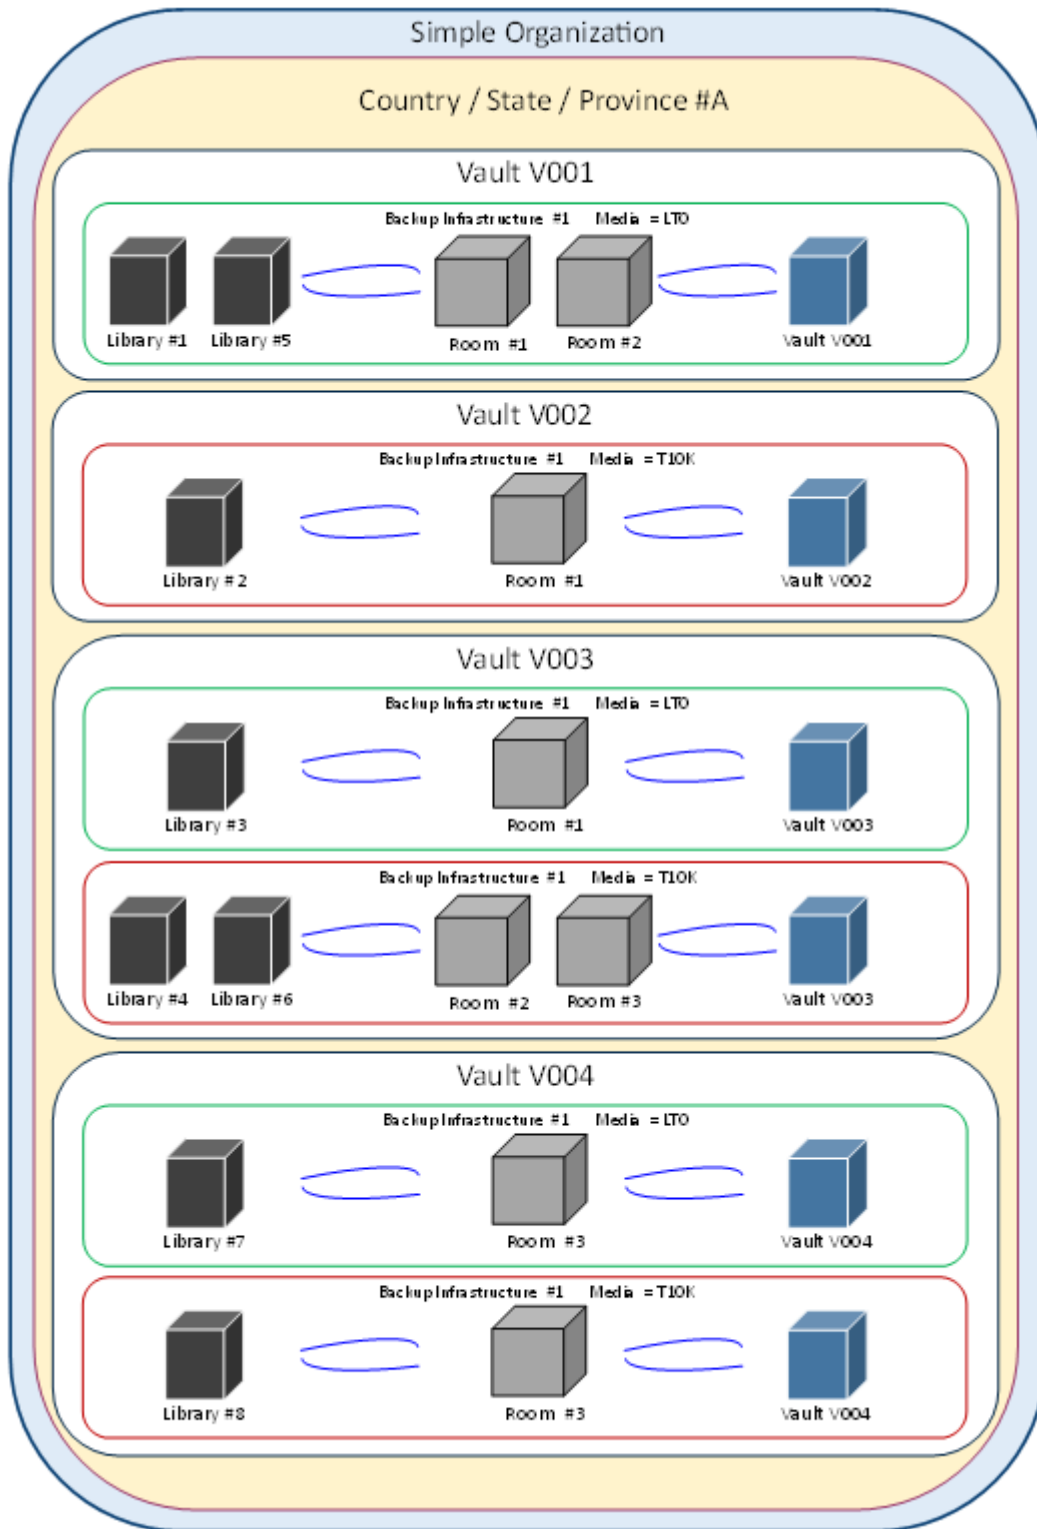 Simple Organization
Country / State / Province #A
Vault V001
Backup Infrastructure #1 Media = LTO
Library #1 Library #5 Room #1 Room #2 Vault V001
Vault V002
Backup Infrastructure #1 Media = T10K
Library #2 Room #1 Vault V002
Vault V003
Backup Infrastructure #1 Media = LTO
Library #3 Room #1 Vault V003
Backup Infrastructure #1 Media = T10K
Library #4 Library #6 Room #2 Room #3 Vault V003
Vault V004
Backup Infrastructure #1 Media = LTO
Library #7 Room #3 Vault V004
Backup Infrastructure #1 Media = T10K
Library #8 Room #3 Vault V004